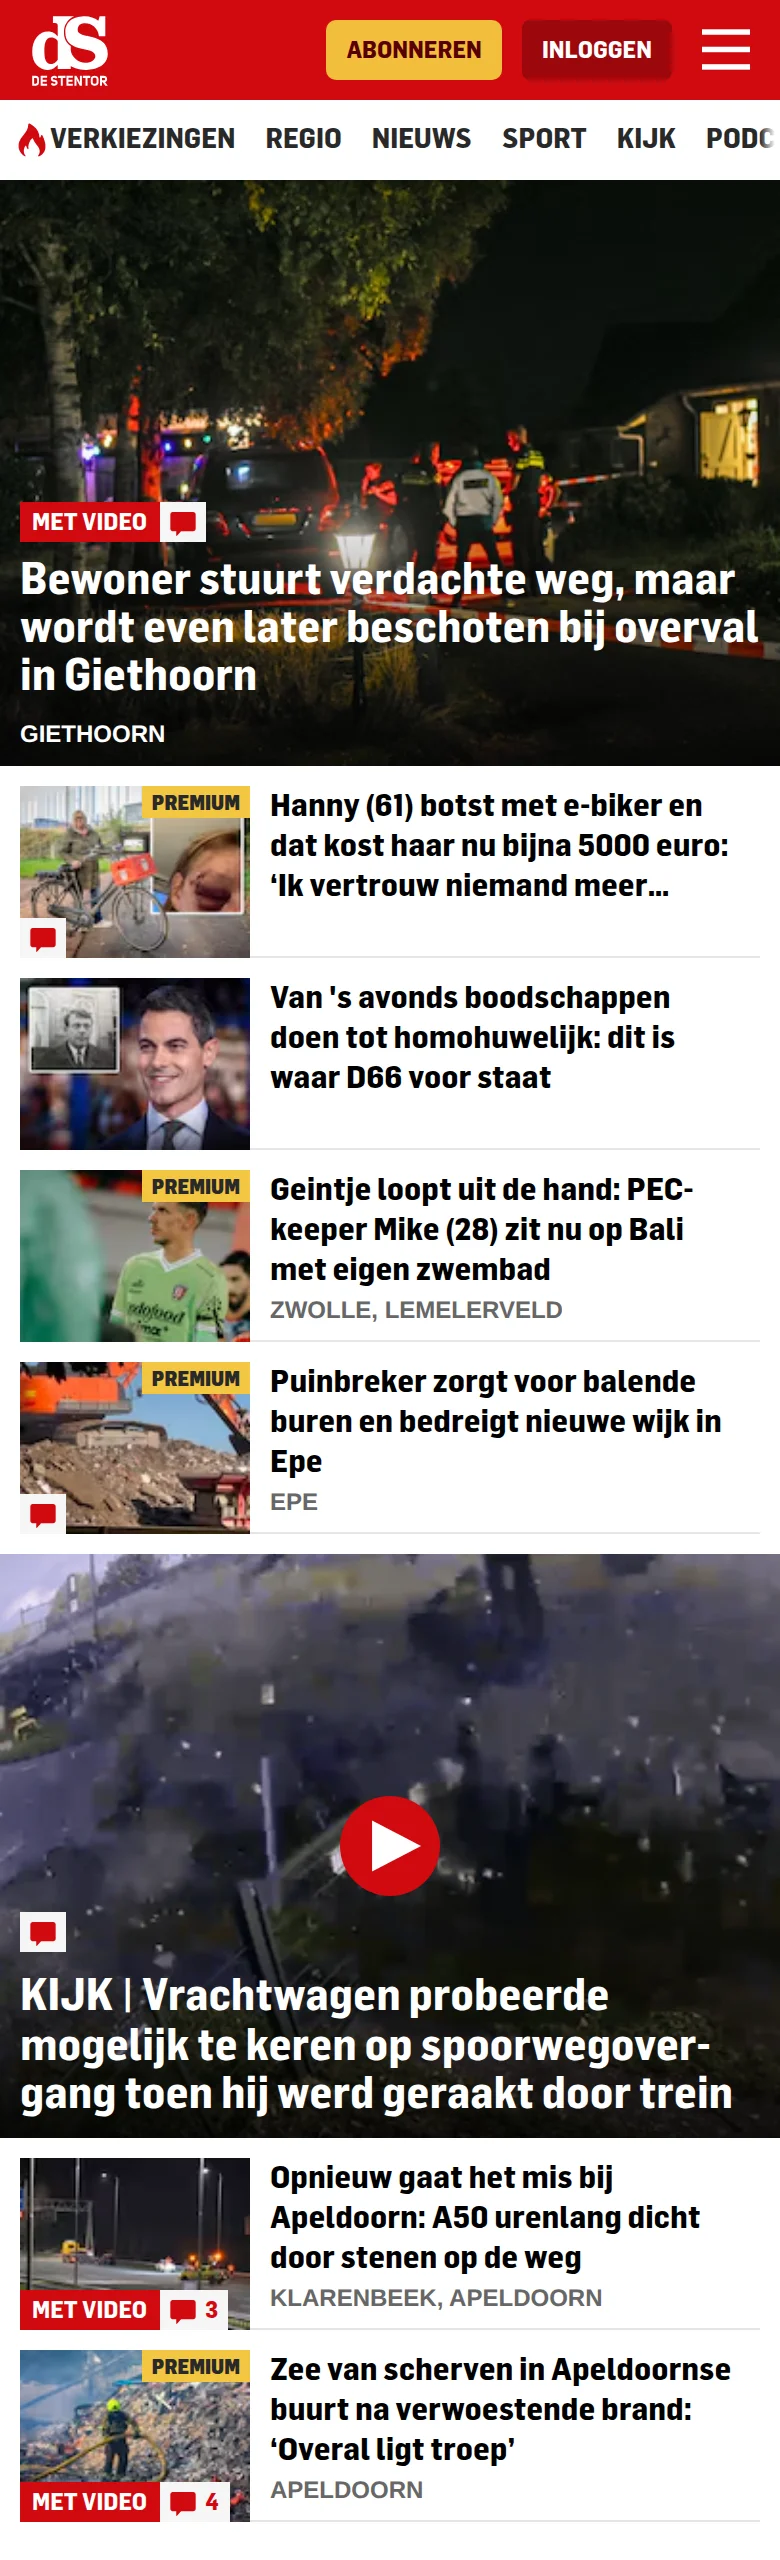 dS
DE STENTOR
ABONNEREN
INLOGGEN
VERKIEZINGEN REGIO NIEUWS SPORT KIJK PODC
MET VIDEO
Bewoner stuurt verdachte weg, maar
wordt even later beschoten bij overval
in Giethoorn
GIETHOORN
PREMIUM
Hanny (61) botst met e-biker en
dat kost haar nu bijna 5000 euro:
‘Ik vertrouw niemand meer...
Van 's avonds boodschappen
doen tot homohuwelijk: dit is
waar D66 voor staat
PREMIUM
Geintje loopt uit de hand: PEC-
keeper Mike (28) zit nu op Bali
met eigen zwembad
ZWOLLE, LEMELERVELD
PREMIUM
Puinbreker zorgt voor balende
buren en bedreigt nieuwe wijk in
Epe
EPE
KIJK | Vrachtwagen probeerde
mogelijk te keren op spoorwegover-
gang toen hij werd geraakt door trein
Opnieuw gaat het mis bij
Apeldoorn: A50 urenlang dicht
door stenen op de weg
KLARENBEEK, APELDOORN
MET VIDEO 3
PREMIUM
Zee van scherven in Apeldoornse
buurt na verwoestende brand:
‘Overal ligt troep’
APELDOORN
MET VIDEO 4